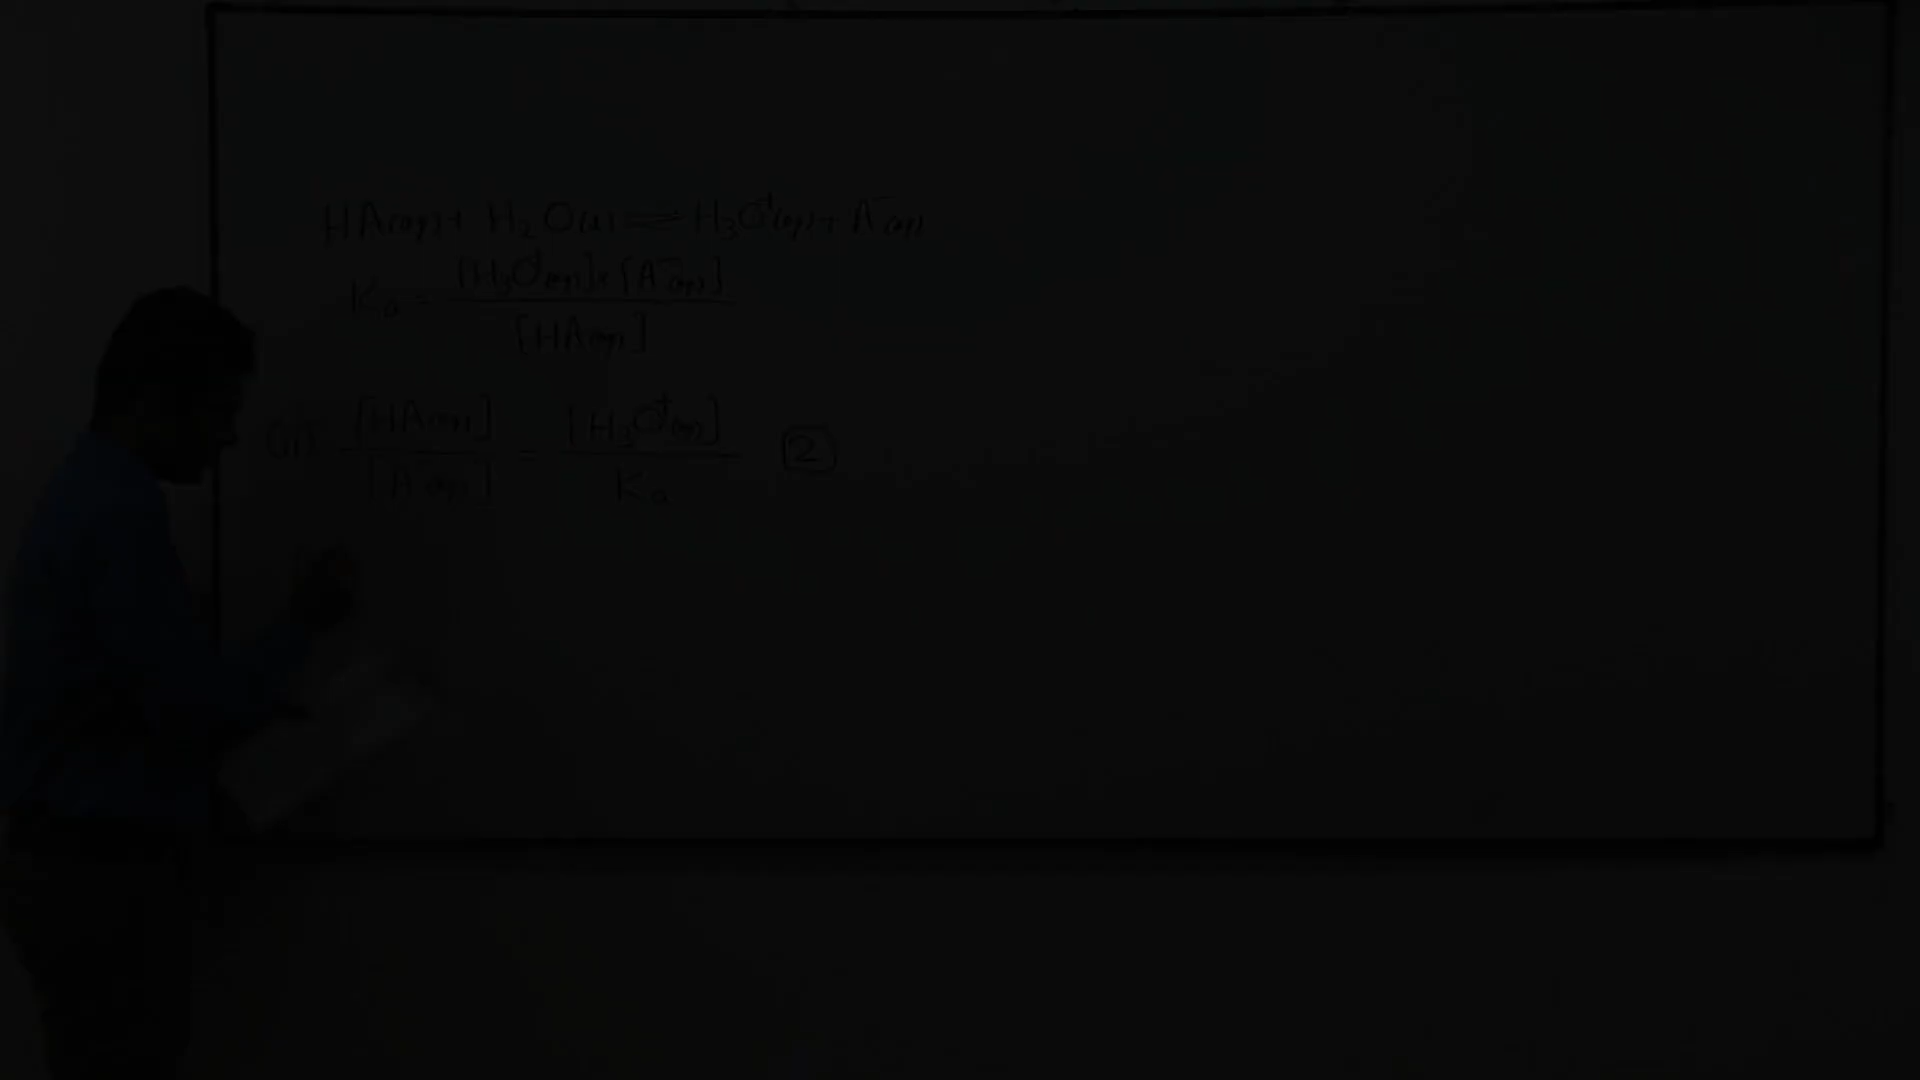 HA(aq) + H₂O(l) ⇌ H₃O⁺(aq) + A⁻(aq)
Ka = [H₃O⁺(aq)] × [A⁻(aq)] / [HA(aq)]
[HA(aq)] / [A⁻(aq)] = [H₃O⁺(aq)] / Ka 2